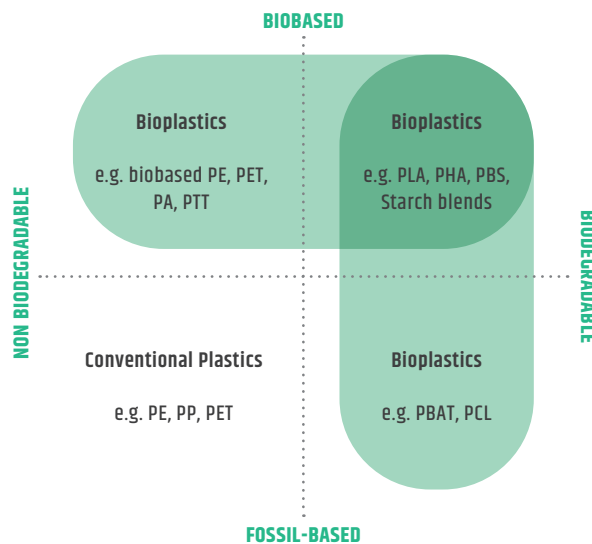 BIOBASED
Bioplastics
e.g. biobased PE, PET,
PA, PTT
Bioplastics
e.g. PLA, PHA, PBS,
Starch blends
NON BIODEGRADABLE
BIODEGRADABLE
Conventional Plastics
e.g. PE, PP, PET
Bioplastics
e.g. PBAT, PCL
FOSSIL-BASED